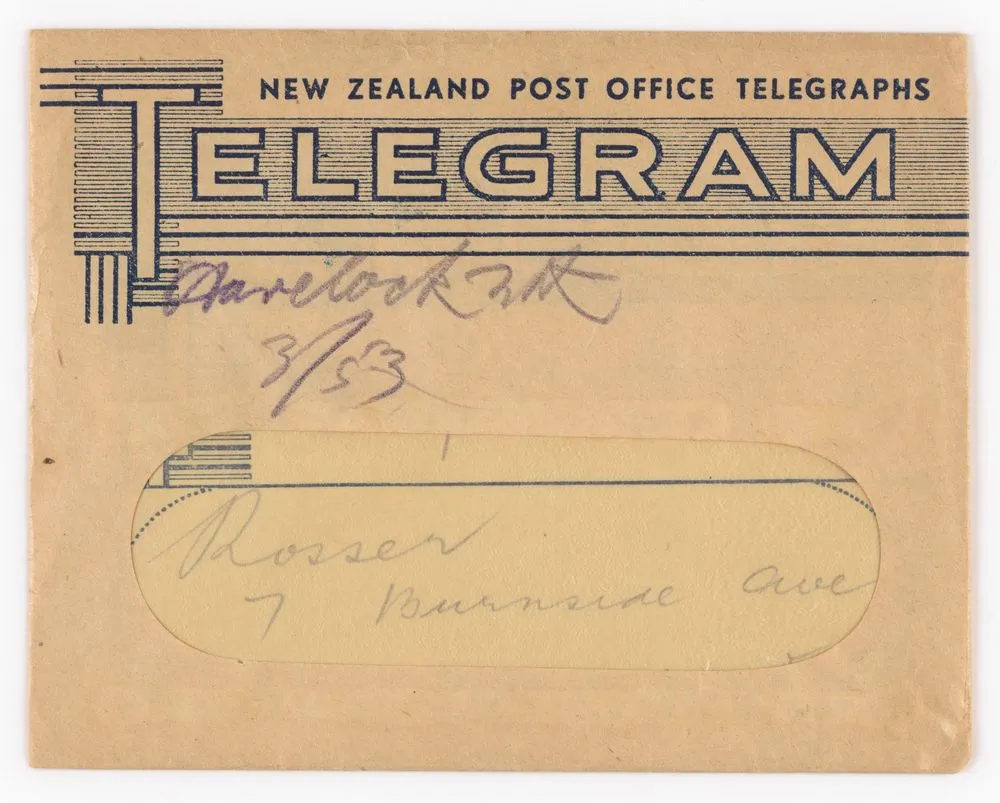 NEW ZEALAND POST OFFICE TELEGRAPHS
TELEGRAM
Havelock Nth
3/53
Rosser
7 Burnside Ave